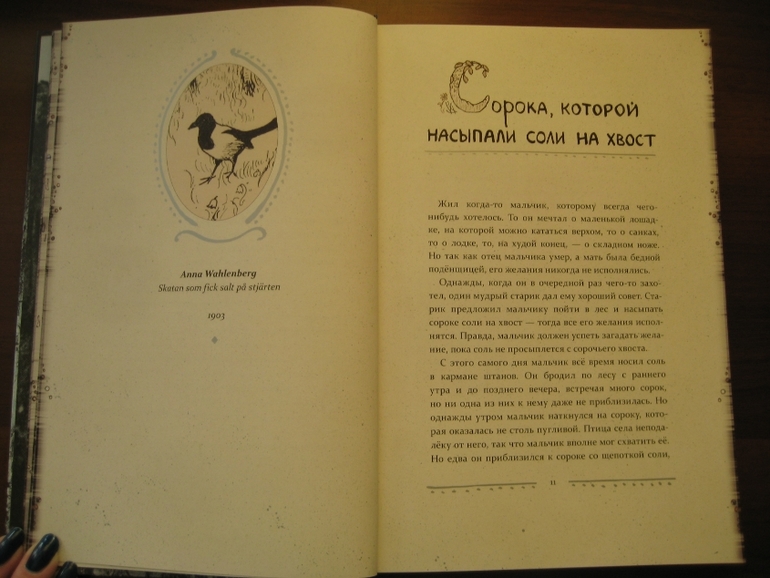 Anna Wahlenberg
Skatan som fick salt på stjärten
1903
Сорока, которой
насыпали соли на хвост
Жил когда-то мальчик, которому всегда чего-
нибудь хотелось. То он мечтал о маленькой лошад-
ке, на которой можно кататься верхом, то о санках,
то о лодке, то, на худой конец, — о складном ноже.
Но так как отец мальчика умер, а мать была бедной
подёнщицей, его желания никогда не исполнялись.
Однажды, когда он в очередной раз чего-то захо-
тел, один мудрый старик дал ему хороший совет. Ста-
рик предложил мальчику пойти в лес и насыпать
сороке соли на хвост — тогда все его желания испол-
нятся. Правда, мальчик должен успеть загадать жела-
ние, пока соль не просыплется с сорочьего хвоста.
С этого самого дня мальчик всё время носил соль
в кармане штанов. Он бродил по лесу с раннего
утра и до позднего вечера, встречая много сорок,
но ни одна из них к нему даже не приблизилась. Но
однажды утром мальчик наткнулся на сороку, кото-
рая оказалась не столь пугливой. Птица села непода-
лёку от него, так что мальчик вполне мог схватить её.
Но едва он приблизился к сороке со щепоткой соли,
11